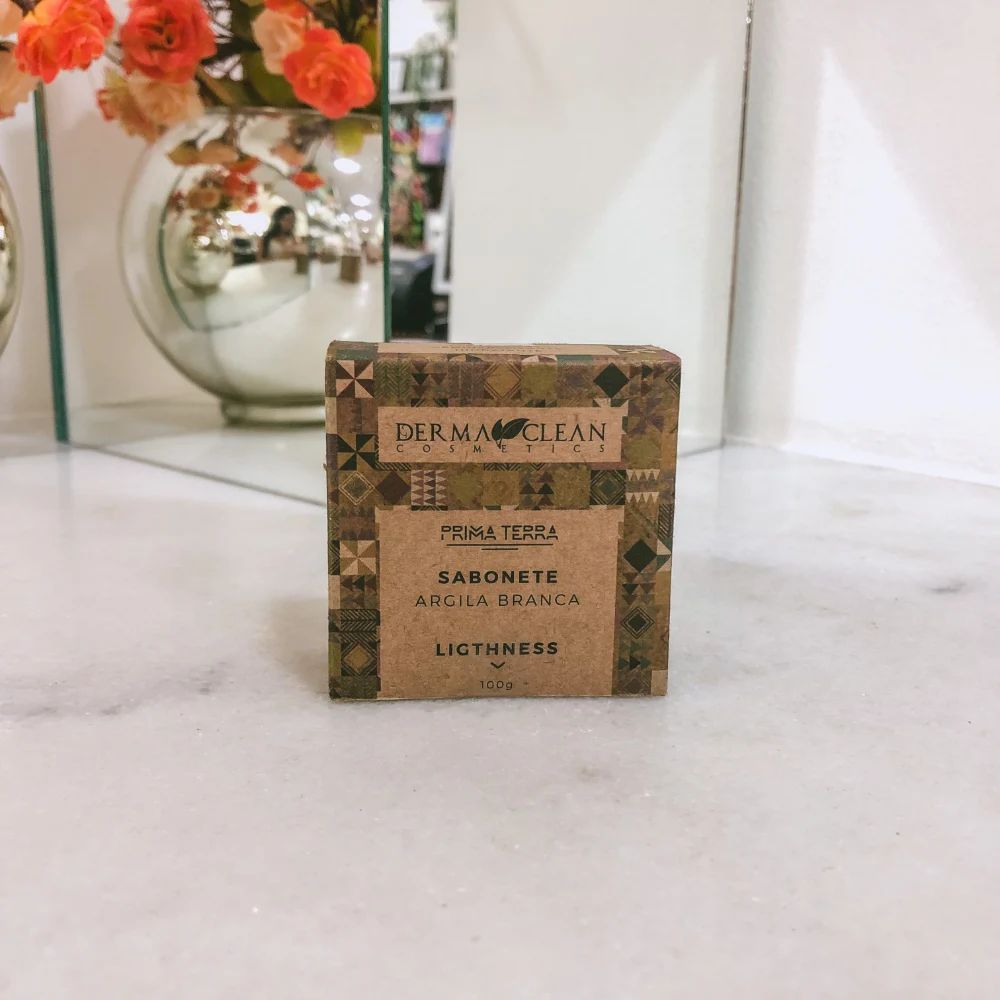 DERMA CLEAN
COSMETICS
PRIMA TERRA
SABONETE
ARGILA BRANCA
LIGTHNESS
100g